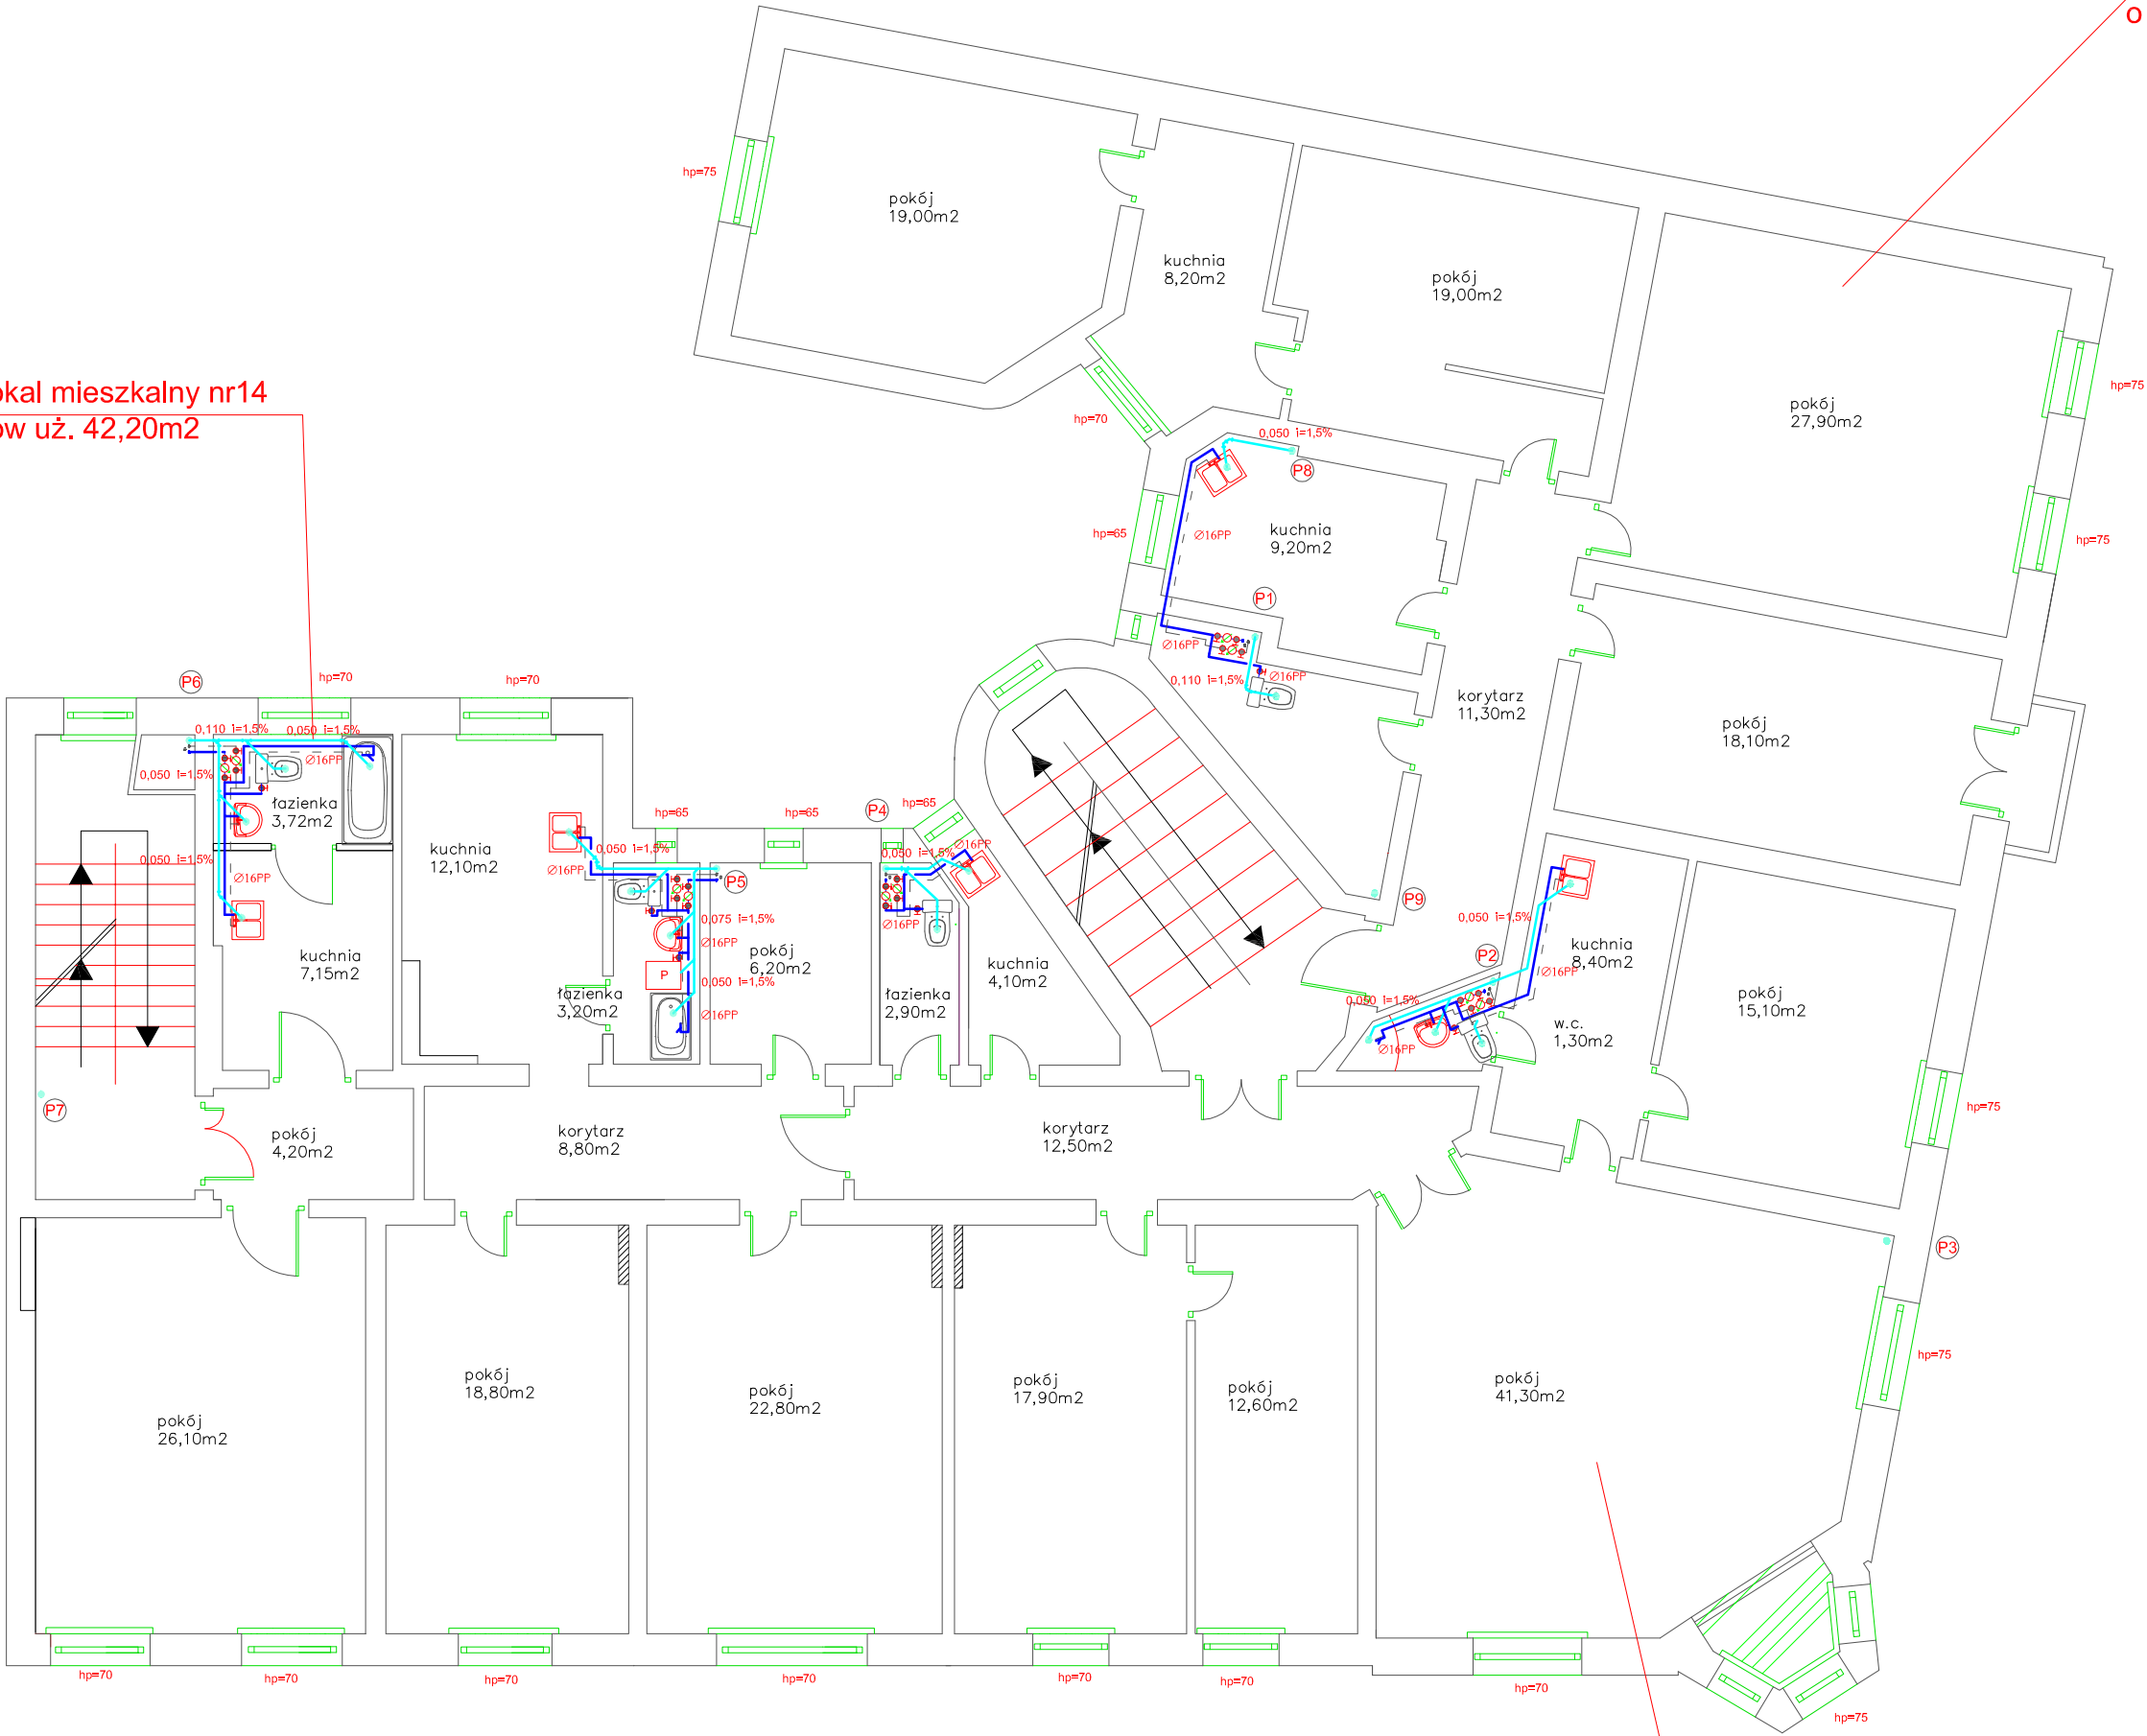 o
hp=75
pokój
19,00m2
kuchnia
8,20m2
pokój
19,00m2
pokój
27,90m2
hp=75
okal mieszkalny nr14
ow uż. 42,20m2
hp=70
0,050 i=1,5%
P8
hp=65
Ø16PP
kuchnia
9,20m2
hp=75
P1
Ø16PP
Ø16PP
0,110 i=1,5%
korytarz
11,30m2
pokój
18,10m2
P6
hp=70
hp=70
0,110 i=1,5%
0,050 i=1,5%
Ø16PP
0,050 i=1,5%
łazienka
3,72m2
0,050 i=1,5%
Ø16PP
kuchnia
7,15m2
kuchnia
12,10m2
hp=65
hp=65
P4
hp=65
0,050 i=1,5%
Ø16PP
P5
0,075 i=1,5%
Ø16PP
P
0,050 i=1,5%
Ø16PP
łazienka
3,20m2
pokój
6,20m2
0,050 i=1,5%
Ø16PP
Ø16PP
łazienka
2,90m2
kuchnia
4,10m2
P9
0,050 i=1,5%
P2
kuchnia
8,40m2
Ø16PP
0,050 i=1,5%
Ø16PP
w.c.
1,30m2
pokój
15,10m2
hp=75
P7
pokój
4,20m2
korytarz
8,80m2
korytarz
12,50m2
P3
hp=75
pokój
26,10m2
pokój
18,80m2
pokój
22,80m2
pokój
17,90m2
pokój
12,60m2
pokój
41,30m2
hp=70
hp=70
hp=70
hp=70
hp=70
hp=70
hp=70
hp=75